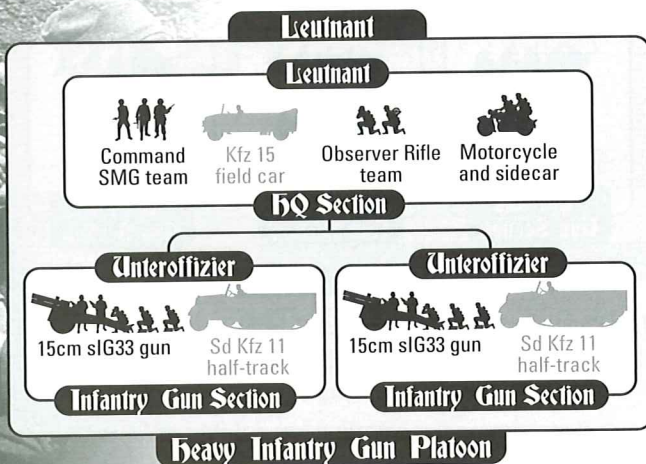 Leutnant
Leutnant
Command
SMG team
Kfz 15
field car
Observer Rifle
team
Motorcycle
and sidecar
HQ Section
Unteroffizier
15cm sIG33 gun
Sd Kfz 11
half-track
Infantry Gun Section
Unteroffizier
15cm sIG33 gun
Sd Kfz 11
half-track
Infantry Gun Section
Heavy Infantry Gun Platoon